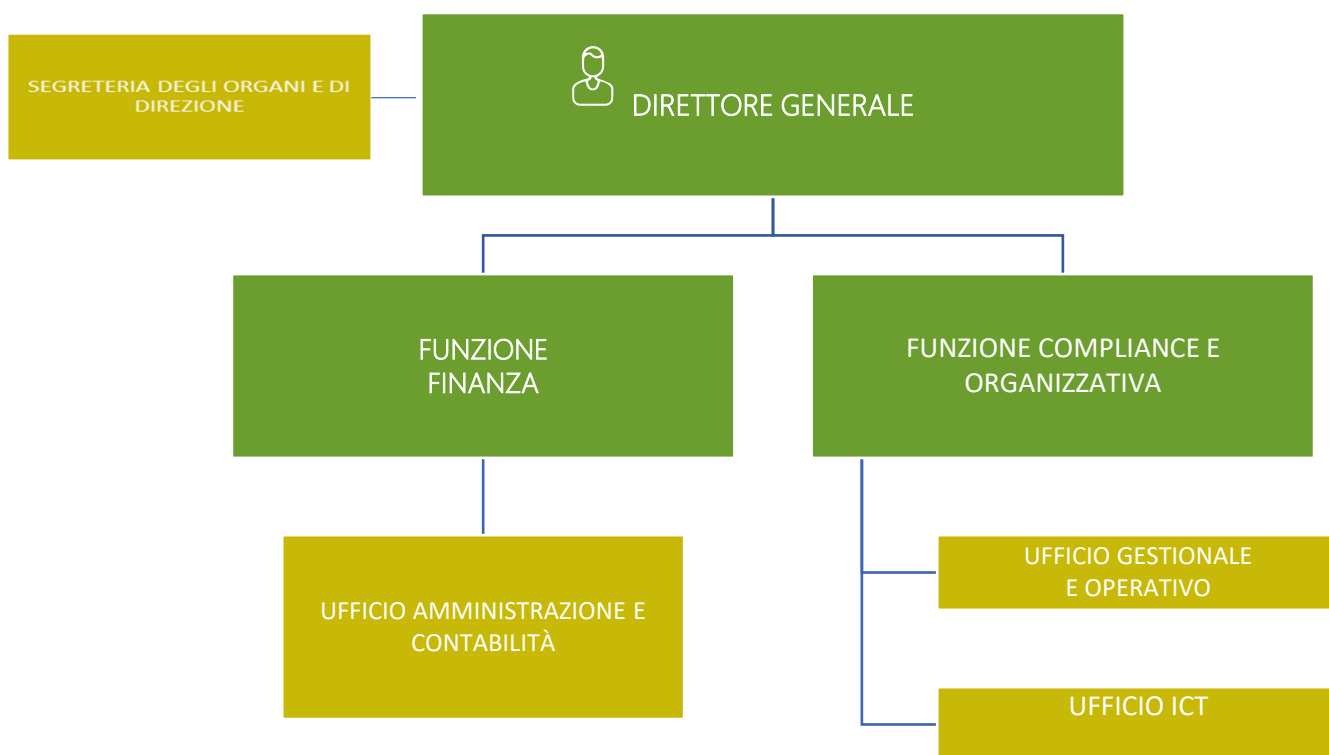 SEGRETERIA DEGLI ORGANI E DI
DIREZIONE
DIRETTORE GENERALE
FUNZIONE
FINANZA
FUNZIONE COMPLIANCE E
ORGANIZZATIVA
UFFICIO AMMINISTRAZIONE E
CONTABILITÀ
UFFICIO GESTIONALE
E OPERATIVO
UFFICIO ICT